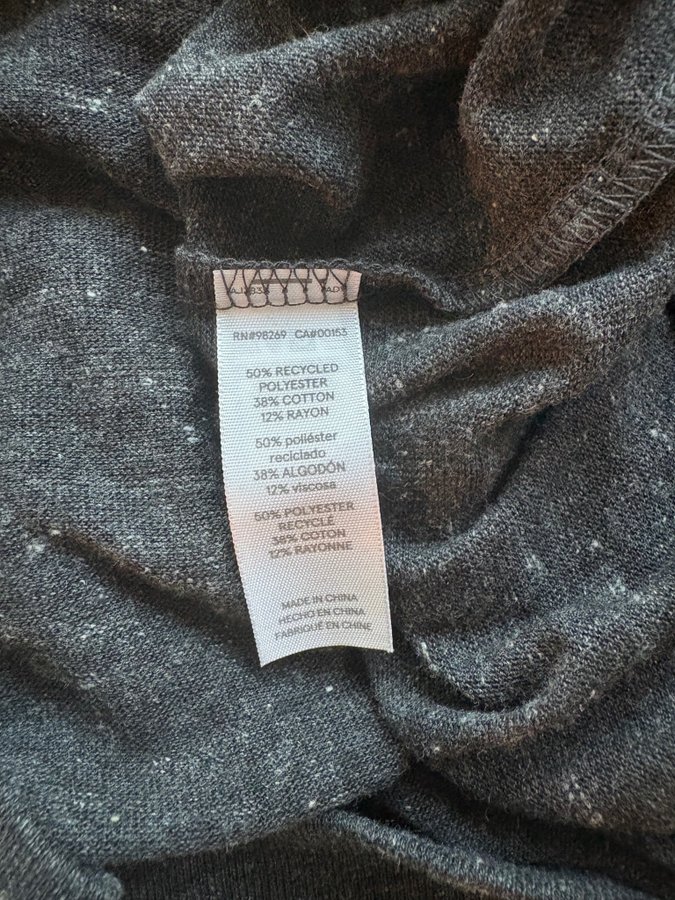 RN#98269 CA#00153
50% RECYCLED
POLYESTER
38% COTTON
12% RAYON
50% poliéster
reciclado
38% ALGODÓN
12% viscosa
50% POLYESTER
RECYCLÉ
38% COTON
12% RAYONNE
MADE IN CHINA
HECHO EN CHINA
FABRIQUÉ EN CHINE